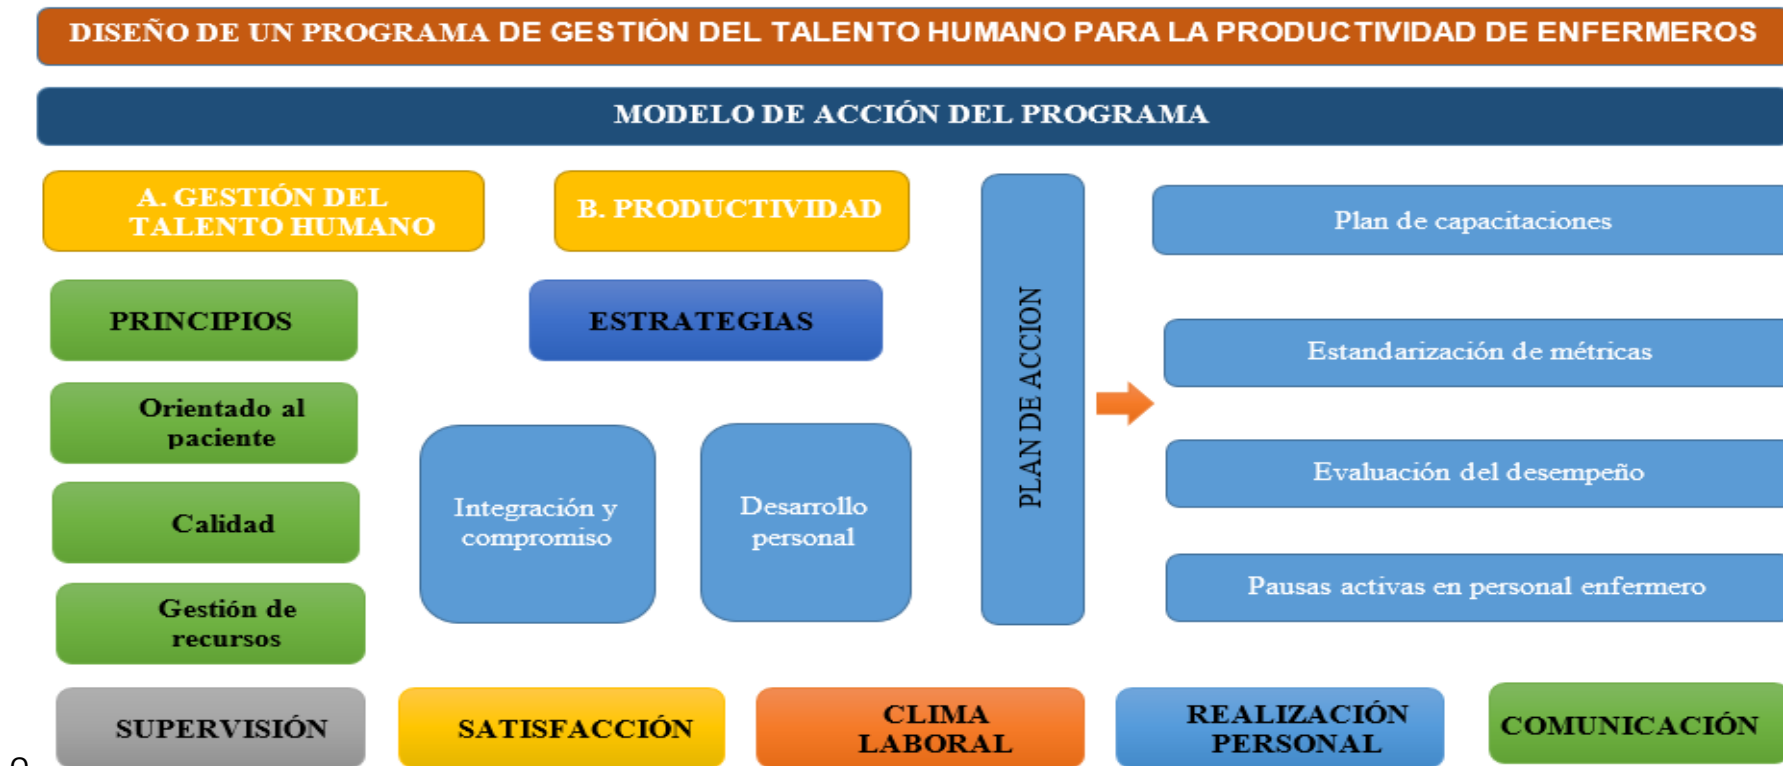 DISEÑO DE UN PROGRAMA DE GESTIÓN DEL TALENTO HUMANO PARA LA PRODUCTIVIDAD DE ENFERMEROS
MODELO DE ACCIÓN DEL PROGRAMA
A. GESTIÓN DEL
TALENTO HUMANO
B. PRODUCTIVIDAD
PRINCIPIOS
Orientado al
paciente
Calidad
Gestión de
recursos
ESTRATEGIAS
Integración y
compromiso
Desarrollo
personal
PLAN DE ACCION
Plan de capacitaciones
Estandarización de métricas
Evaluación del desempeño
Pausas activas en personal enfermero
SUPERVISIÓN
SATISFACCIÓN
CLIMA
LABORAL
REALIZACIÓN
PERSONAL
COMUNICACIÓN